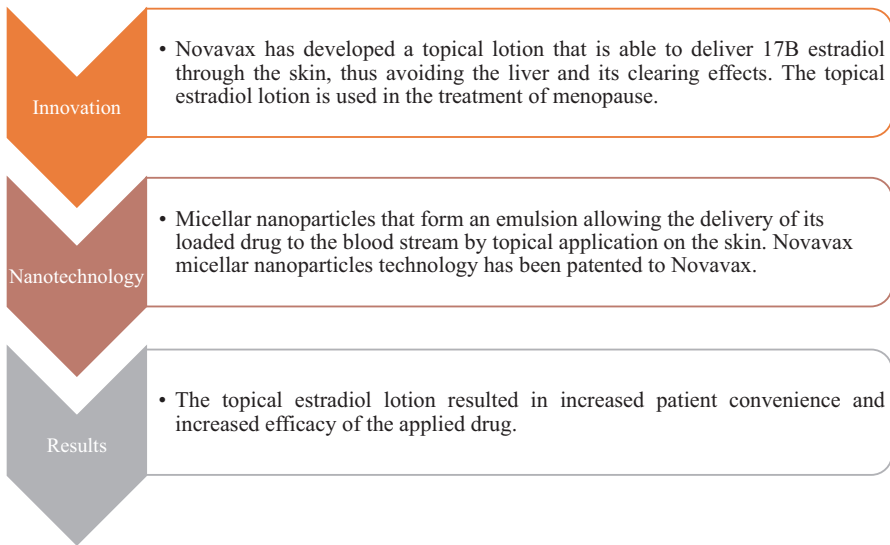 Innovation
• Novavax has developed a topical lotion that is able to deliver 17B estradiol
through the skin, thus avoiding the liver and its clearing effects. The topical
estradiol lotion is used in the treatment of menopause.
Nanotechnology
• Micellar nanoparticles that form an emulsion allowing the delivery of its
loaded drug to the blood stream by topical application on the skin. Novavax
micellar nanoparticles technology has been patented to Novavax.
Results
• The topical estradiol lotion resulted in increased patient convenience and
increased efficacy of the applied drug.